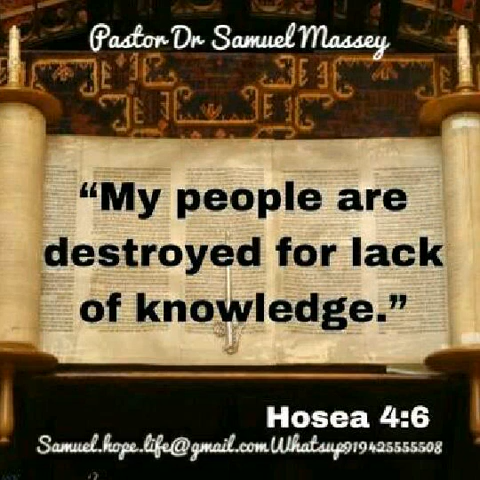 Pastor Dr Samuel Massey
“My people are
destroyed for lack
of knowledge.”
Hosea 4:6
Samuel.hope.life@gmail.com Whatsup919425555508